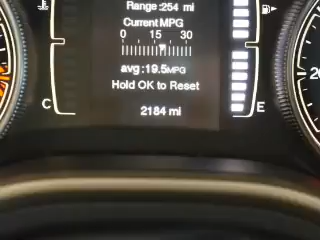 Range:254 mi
Current MPG
0 15 30
avg:19.5MPG
Hold OK to Reset
C
2184 mi
E